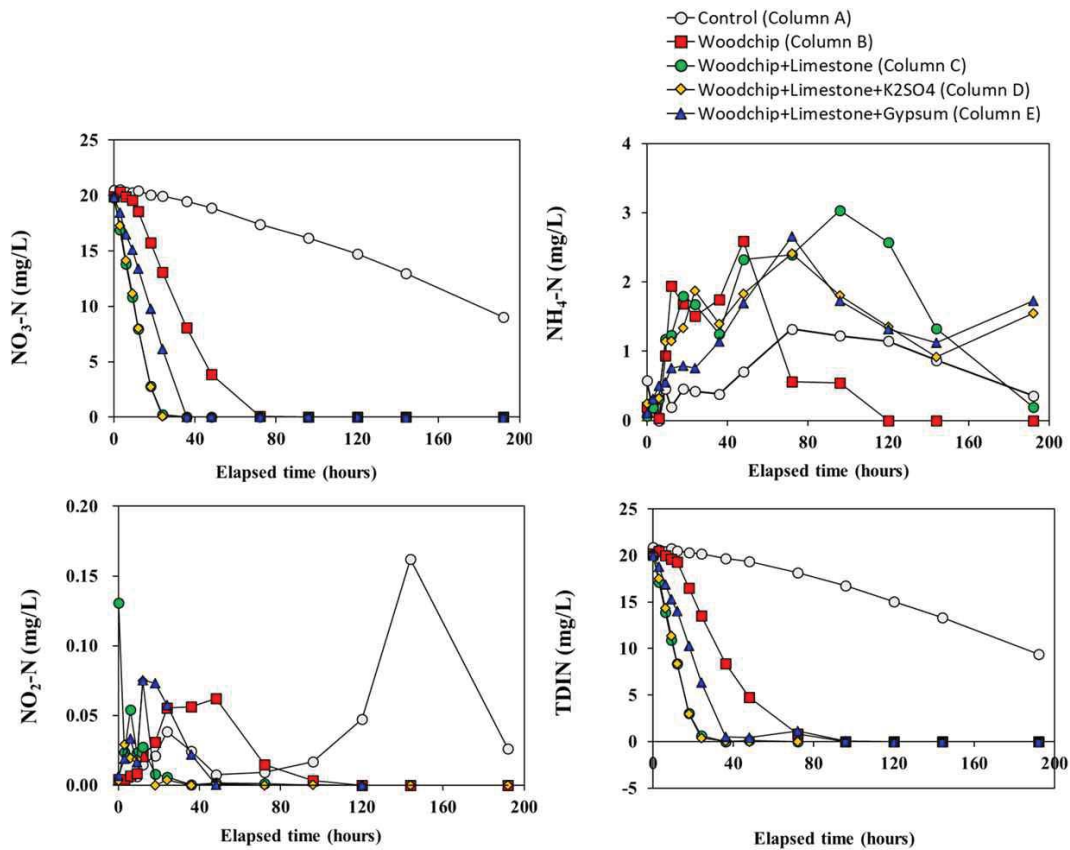 Control (Column A)
Woodchip (Column B)
Woodchip+Limestone (Column C)
Woodchip+Limestone+K2SO4 (Column D)
Woodchip+Limestone+Gypsum (Column E)
25
20
15
10
5
0
NO3-N (mg/L)
0 40 80 120 160 200
Elapsed time (hours)
4
3
2
1
0
NH4-N (mg/L)
0 40 80 120 160 200
Elapsed time (hours)
0.20
0.15
0.10
0.05
0.00
NO2-N (mg/L)
0 40 80 120 160 200
Elapsed time (hours)
25
20
15
10
5
0
-5
TDIN (mg/L)
0 40 80 120 160 200
Elapsed time (hours)